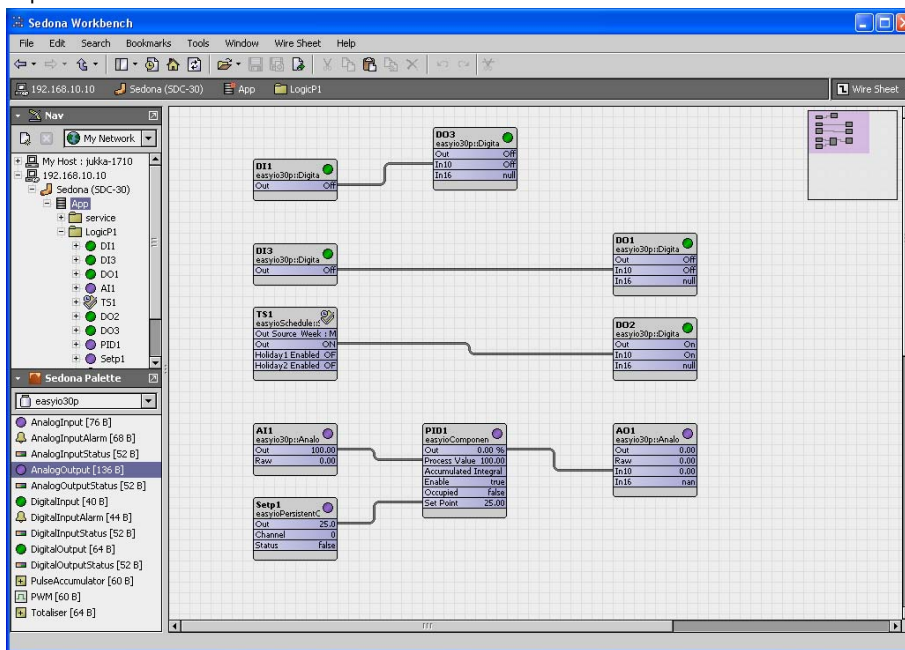 Sedona Workbench
File Edit Search Bookmarks Tools Window Wire Sheet Help
192.168.10.10 Sedona (SDC-30) App LogicP1 Wire Sheet
Nav
My Network
My Host : jukka-1710
192.168.10.10
Sedona (SDC-30)
App
service
LogicP1
DI1
DI3
DO1
AI1
TS1
DO2
DO3
PID1
Setp1
Sedona Palette
easyio30p
AnalogInput [76 B]
AnalogInputAlarm [68 B]
AnalogInputStatus [52 B]
AnalogOutput [136 B]
AnalogOutputStatus [52 B]
DigitalInput [40 B]
DigitalInputAlarm [44 B]
DigitalInputStatus [52 B]
DigitalOutput [64 B]
DigitalOutputStatus [52 B]
PulseAccumulator [60 B]
PWM [60 B]
Totaliser [64 B]
DI1
easyio30p::Digita
Out Off
DO3
easyio30p::Digita
Out Off
In10 Off
In16 null
DI3
easyio30p::Digita
Out Off
DO1
easyio30p::Digita
Out Off
In10 Off
In16 null
TS1
easyioSchedule::S
Out Source Week : M
Out ON
Holiday1 Enabled OF
Holiday2 Enabled OF
DO2
easyio30p::Digita
Out On
In10 On
In16 null
AI1
easyio30p::Analo
Out 100.00
Raw 0.00
PID1
easyioComponen
Out 0.00 %
Process Value 100.00
Accumulated Integral
Enable true
Occupied false
Set Point 25.00
AO1
easyio30p::Analo
Out 0.00
Raw 0.00
In10 0.00
In16 nan
Setp1
easyioPersistentC
Out 25.0
Channel 0
Status false